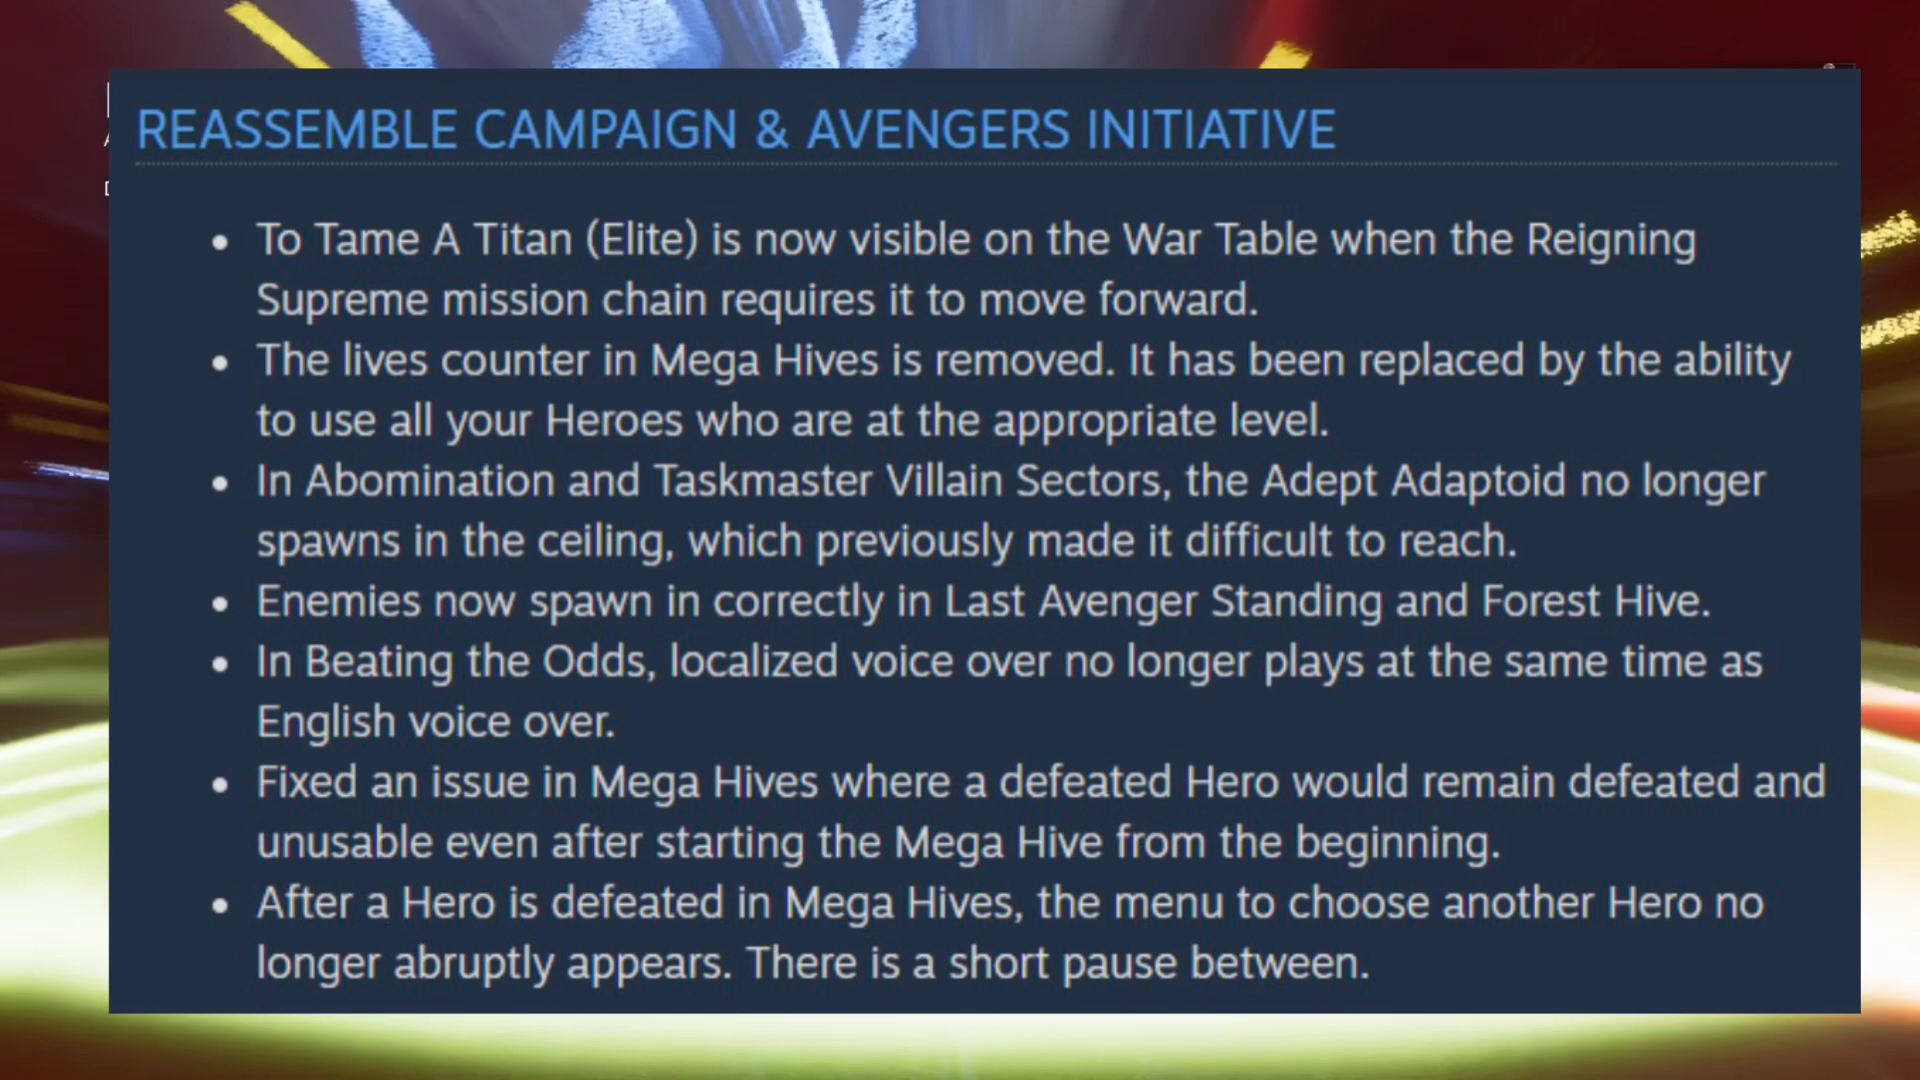 REASSEMBLE CAMPAIGN & AVENGERS INITIATIVE
To Tame A Titan (Elite) is now visible on the War Table when the Reigning
Supreme mission chain requires it to move forward.
The lives counter in Mega Hives is removed. It has been replaced by the ability
to use all your Heroes who are at the appropriate level.
In Abomination and Taskmaster Villain Sectors, the Adept Adaptoid no longer
spawns in the ceiling, which previously made it difficult to reach.
Enemies now spawn in correctly in Last Avenger Standing and Forest Hive.
In Beating the Odds, localized voice over no longer plays at the same time as
English voice over.
Fixed an issue in Mega Hives where a defeated Hero would remain defeated and
unusable even after starting the Mega Hive from the beginning.
After a Hero is defeated in Mega Hives, the menu to choose another Hero no
longer abruptly appears. There is a short pause between.